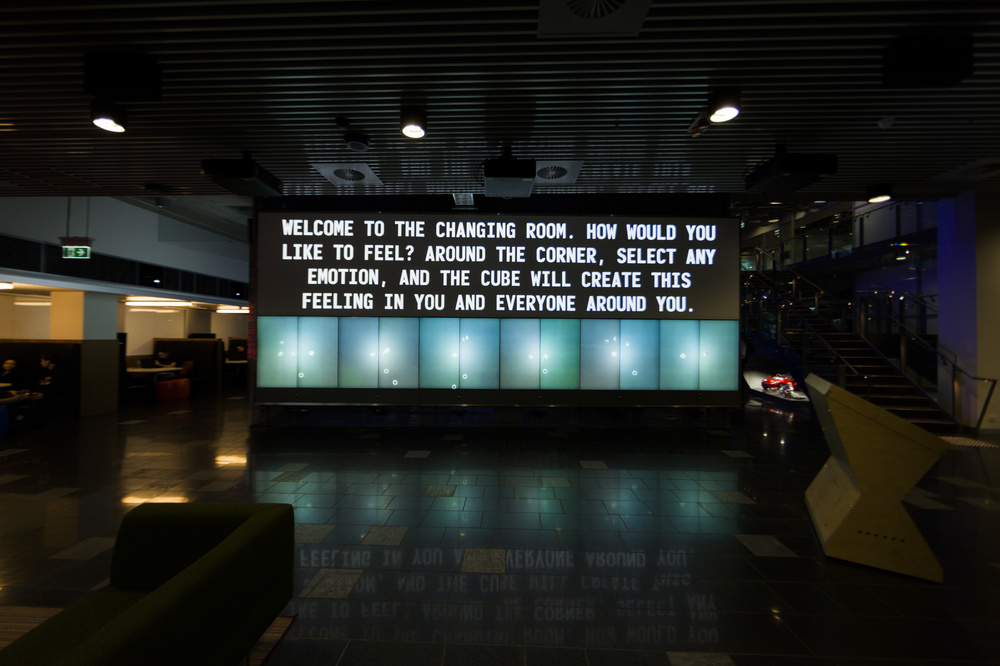 WELCOME TO THE CHANGING ROOM. HOW WOULD YOU
LIKE TO FEEL? AROUND THE CORNER, SELECT ANY
EMOTION, AND THE CUBE WILL CREATE THIS
FEELING IN YOU AND EVERYONE AROUND YOU.